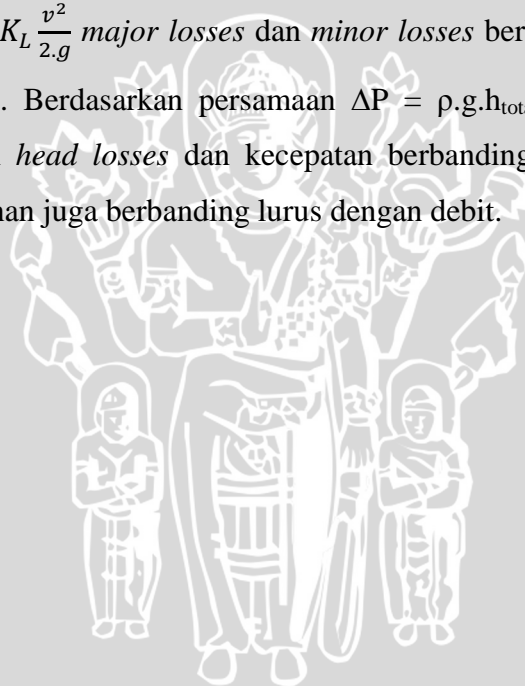 K_L v²/2.g major losses dan minor losses ber
. Berdasarkan persamaan ΔP = ρ.g.h_tot
head losses dan kecepatan berbanding
nan juga berbanding lurus dengan debit.